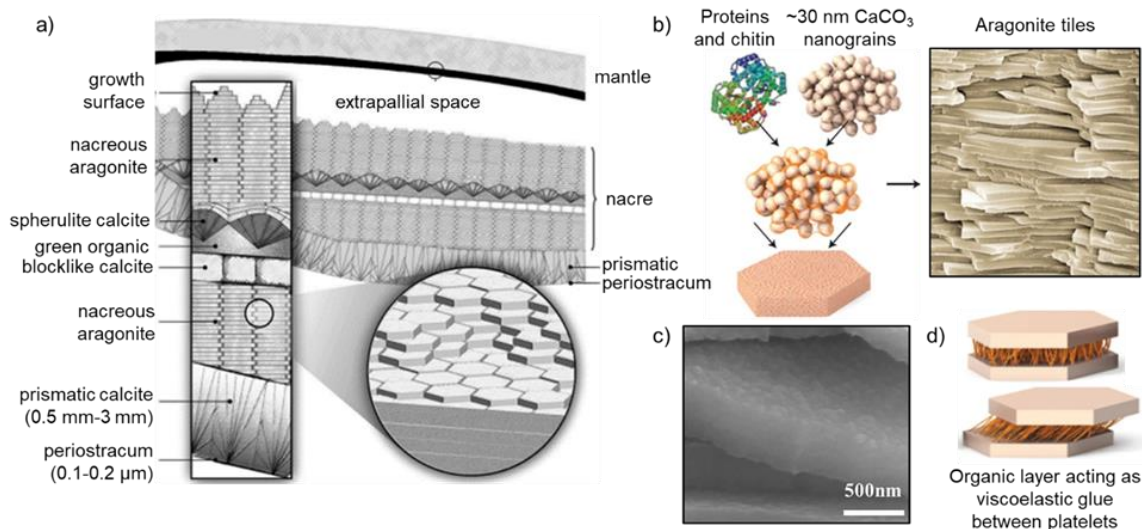 a)
growth
surface
nacreous
aragonite
spherulite calcite
green organic
blocklike calcite
nacreous
aragonite
prismatic calcite
(0.5 mm-3 mm)
periostracum
(0.1-0.2 µm)
mantle
extrapallial space
nacre
prismatic
periostracum
b)
Proteins
and chitin
~30 nm CaCO₃
nanograins
Aragonite tiles
c)
500nm
d)
Organic layer acting as
viscoelastic glue
between platelets